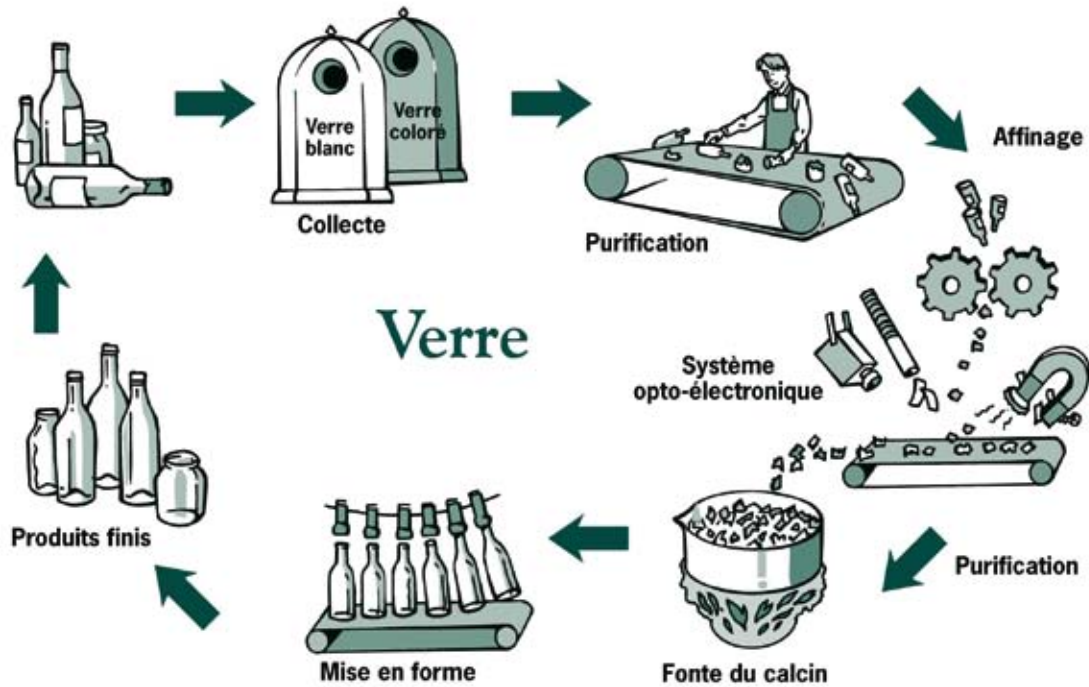 Verre
blanc
Verre
coloré
Collecte
Purification
Affinage
Verre
Système
opto-électronique
Purification
Fonte du calcin
Mise en forme
Produits finis